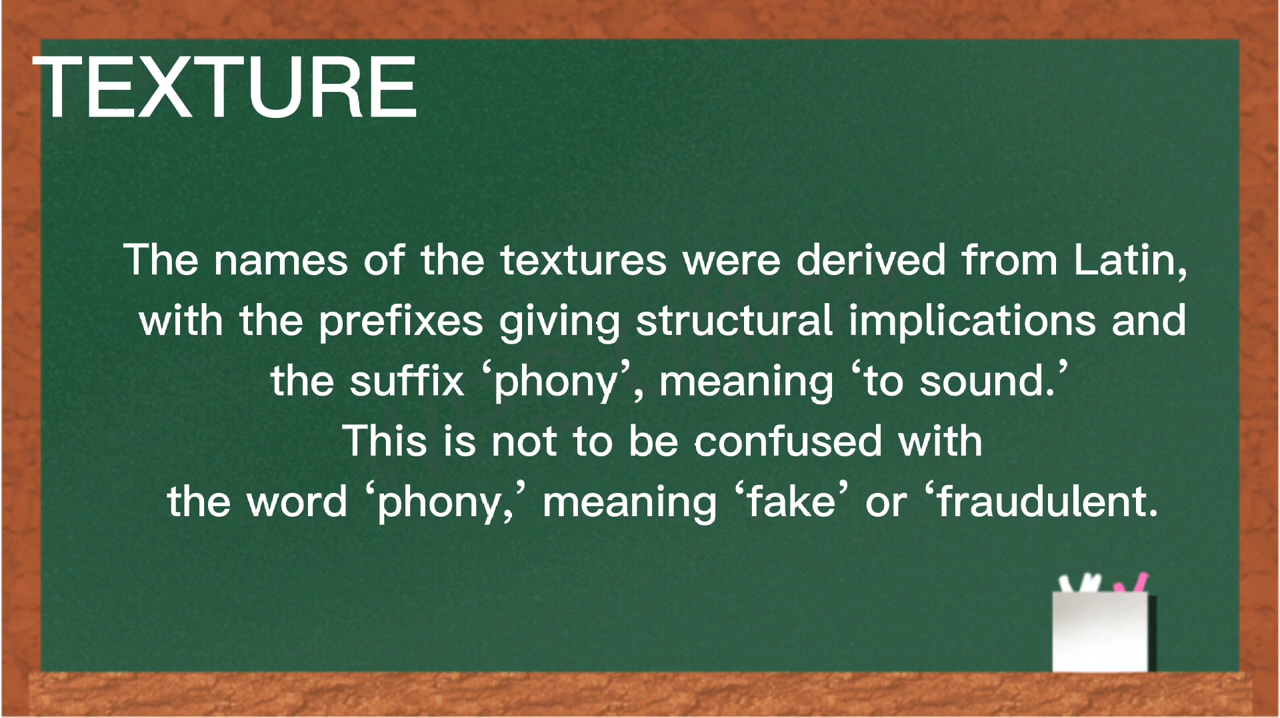 TEXTURE
The names of the textures were derived from Latin,
with the prefixes giving structural implications and
the suffix ‘phony’, meaning ‘to sound.’
This is not to be confused with
the word ‘phony,’ meaning ‘fake’ or ‘fraudulent.